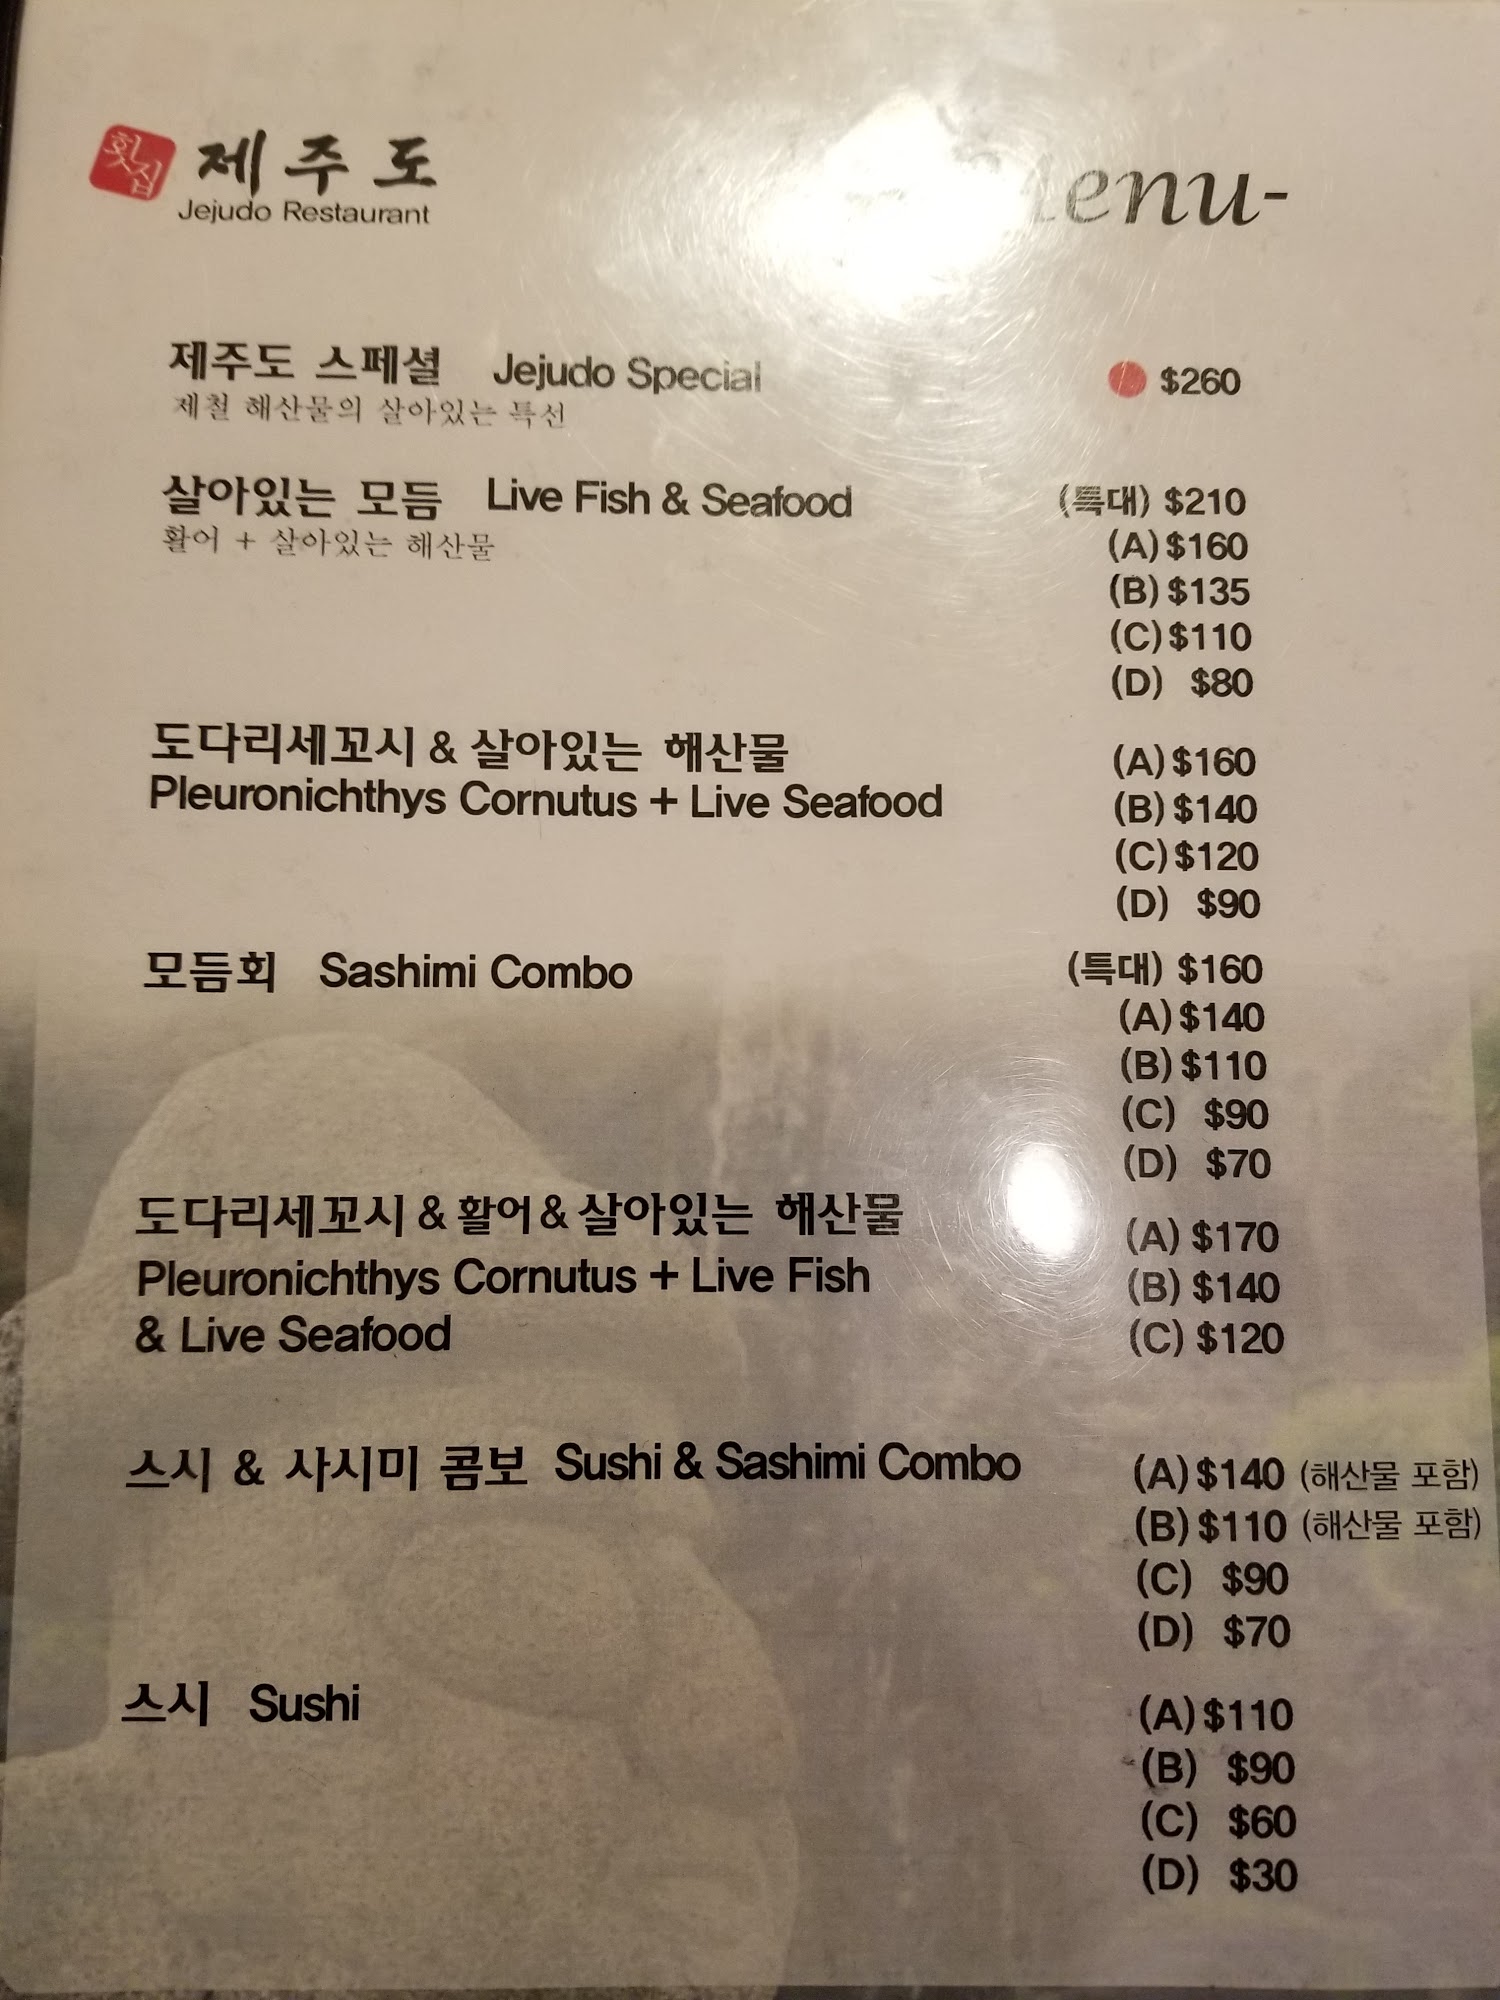 횟집 제주도
Jejudo Restaurant
제주도 스페셜 Jejudo Special $260
제철 해산물의 살아있는 특선
살아있는 모듬 Live Fish & Seafood (특대) $210
활어 + 살아있는 해산물
(A) $160
(B) $135
(C) $110
(D) $80
도다리세꼬시 & 살아있는 해산물
Pleuronichthys Cornutus + Live Seafood
(A) $160
(B) $140
(C) $120
(D) $90
모듬회 Sashimi Combo (특대) $160
(A) $140
(B) $110
(C) $90
(D) $70
도다리세꼬시 & 활어 & 살아있는 해산물
Pleuronichthys Cornutus + Live Fish
& Live Seafood
(A) $170
(B) $140
(C) $120
스시 & 사시미 콤보 Sushi & Sashimi Combo (A) $140 (해산물 포함)
(B) $110 (해산물 포함)
(C) $90
(D) $70
스시 Sushi (A) $110
(B) $90
(C) $60
(D) $30